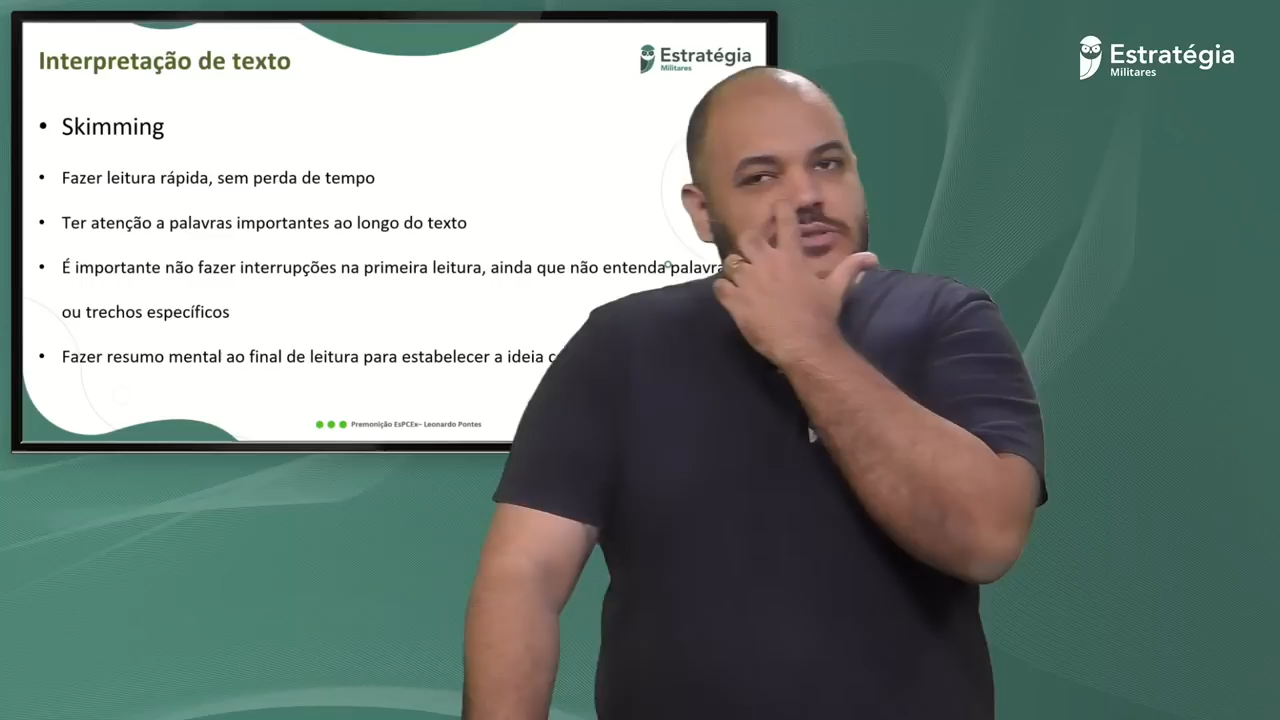 Interpretação de texto
Estratégia
Militares
Estratégia
Militares
• Skimming
• Fazer leitura rápida, sem perda de tempo
• Ter atenção a palavras importantes ao longo do texto
• É importante não fazer interrupções na primeira leitura, ainda que não entenda
ou trechos específicos
• Fazer resumo mental ao final de leitura para estabelecer a ideia
Premonição EsPCEx– Leonardo Pontes